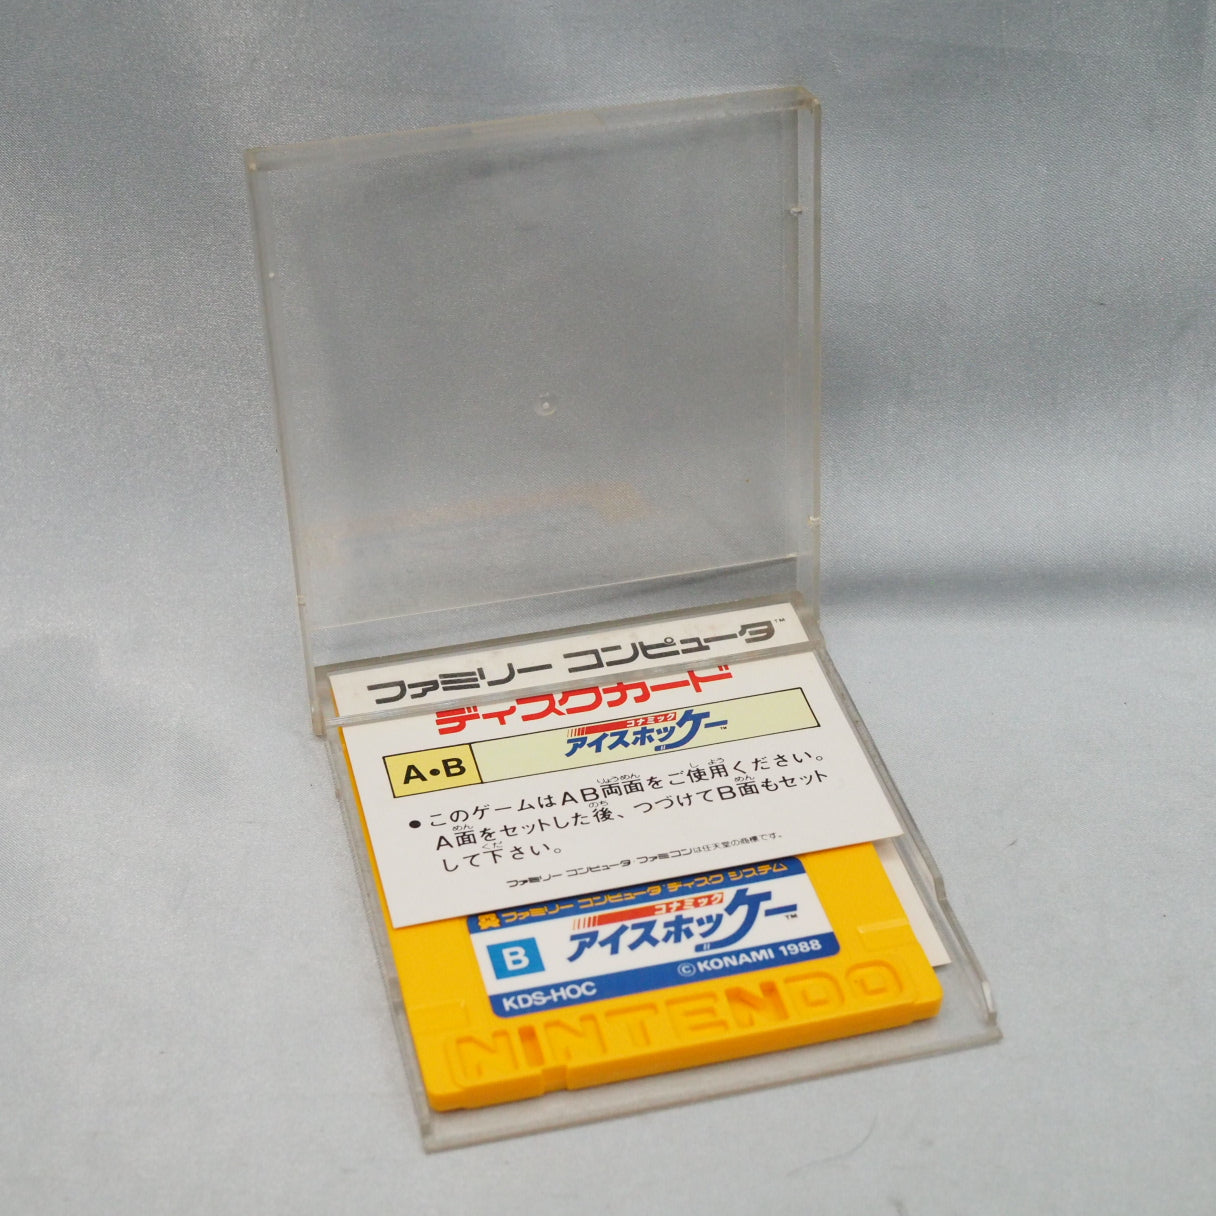 ファミリー コンピュータ™
ディスクカード
A•B
コナミック
アイスホッケー™
●このゲームはAB両面をご使用ください。
A面をセットした後、つづけてB面もセット
して下さい。
ファミリー コンピュータ・ファミコンは任天堂の商標です。
ファミリー コンピュータ ディスク システム
コナミック
B
アイスホッケー™
©KONAMI 1988
KDS-HOC
NINTENDO